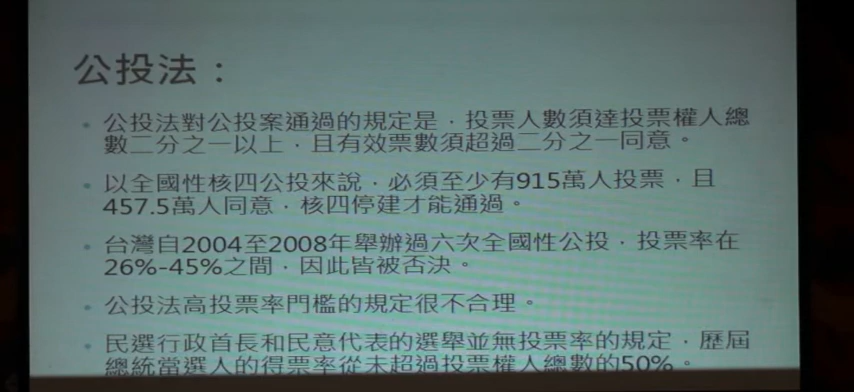 公投法：
• 公投法對公投案通過的規定是，投票人數須達投票權人總
數二分之一以上，且有效票數須超過二分之一同意。
• 以全國性核四公投來說，必須至少有915萬人投票，且
457.5萬人同意，核四停建才能通過。
• 台灣自2004至2008年舉辦過六次全國性公投，投票率在
26%-45%之間，因此皆被否決。
• 公投法高投票率門檻的規定很不合理。
• 民選行政首長和民意代表的選舉並無投票率的規定，歷屆
總統當選人的得票率從未超過投票權人總數的50%。